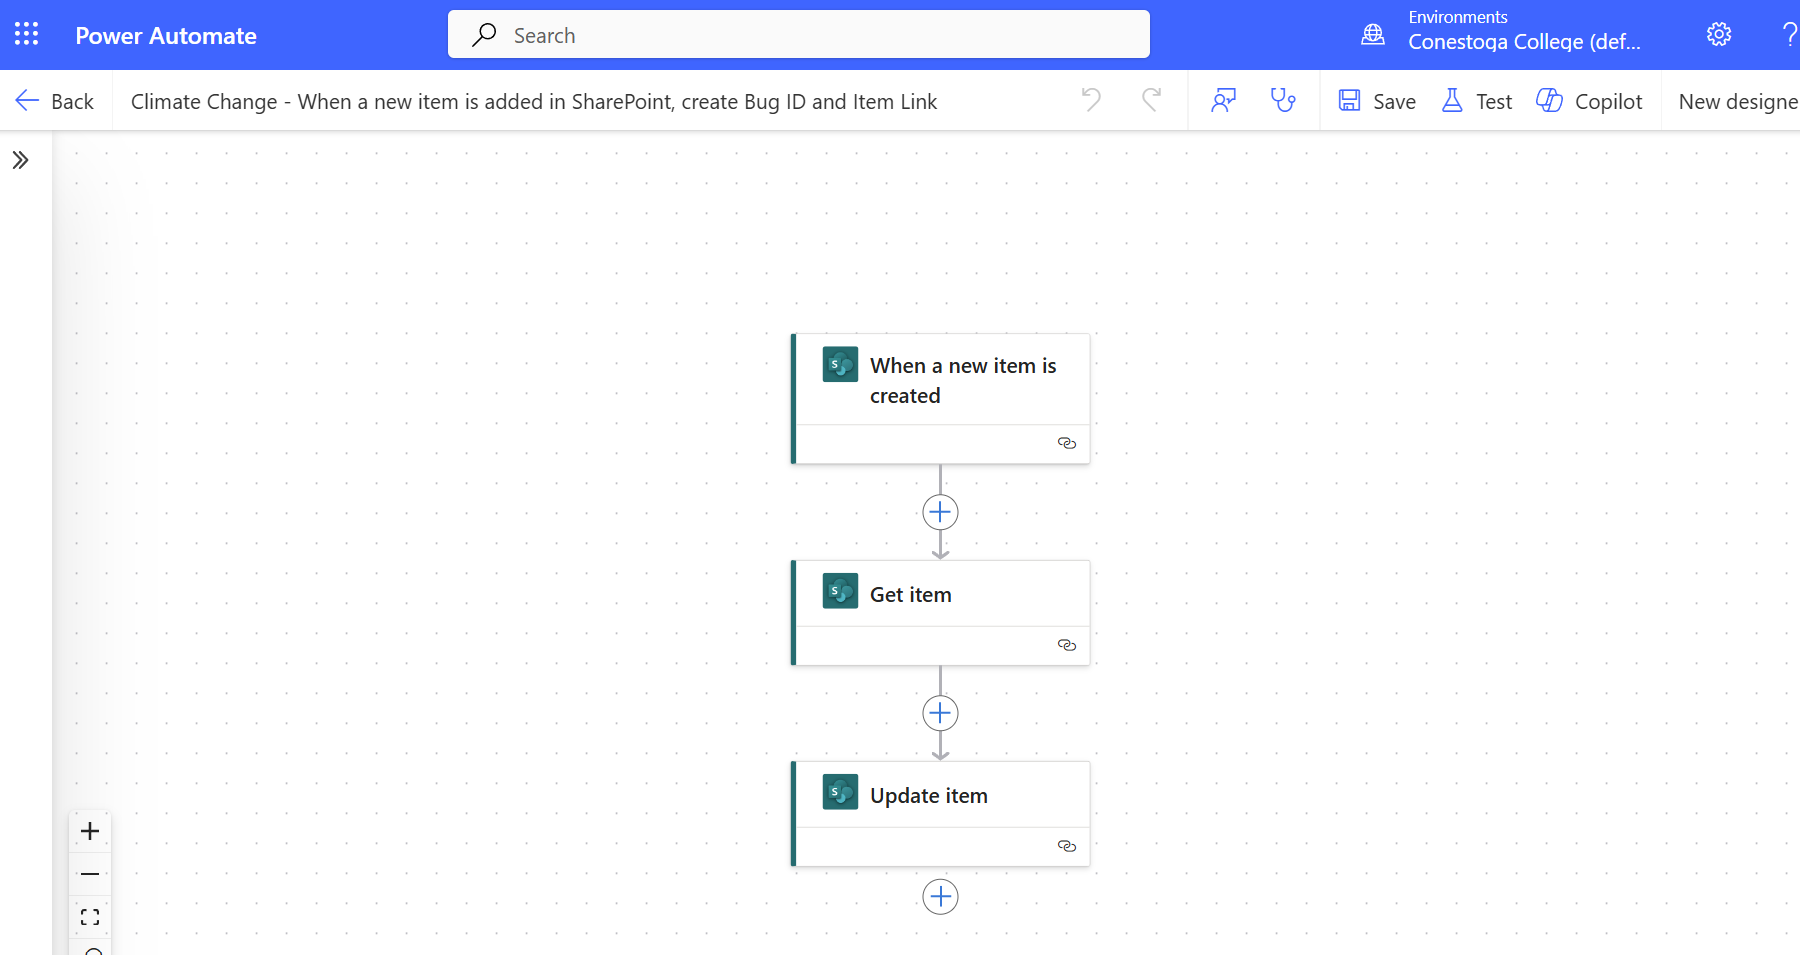 Power Automate
Search
Environments
Conestoga College (def...
Back
Climate Change - When a new item is added in SharePoint, create Bug ID and Item Link
Save
Test
Copilot
New designe
When a new item is
created
Get item
Update item